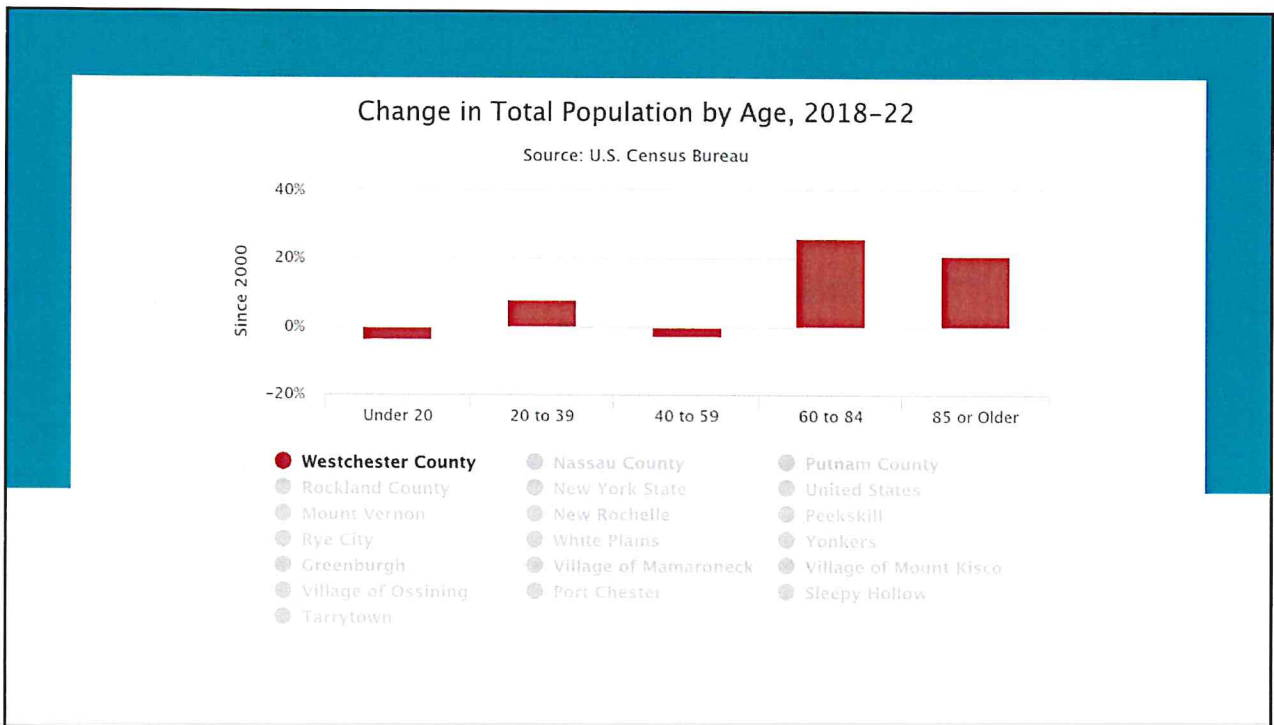 Change in Total Population by Age, 2018–22
Source: U.S. Census Bureau
Since 2000
40%
20%
0%
-20%
Under 20 20 to 39 40 to 59 60 to 84 85 or Older
Westchester County Nassau County Putnam County
Rockland County New York State United States
Mount Vernon New Rochelle Peekskill
Rye City White Plains Yonkers
Greenburgh Village of Mamaroneck Village of Mount Kisco
Village of Ossining Port Chester Sleepy Hollow
Tarrytown